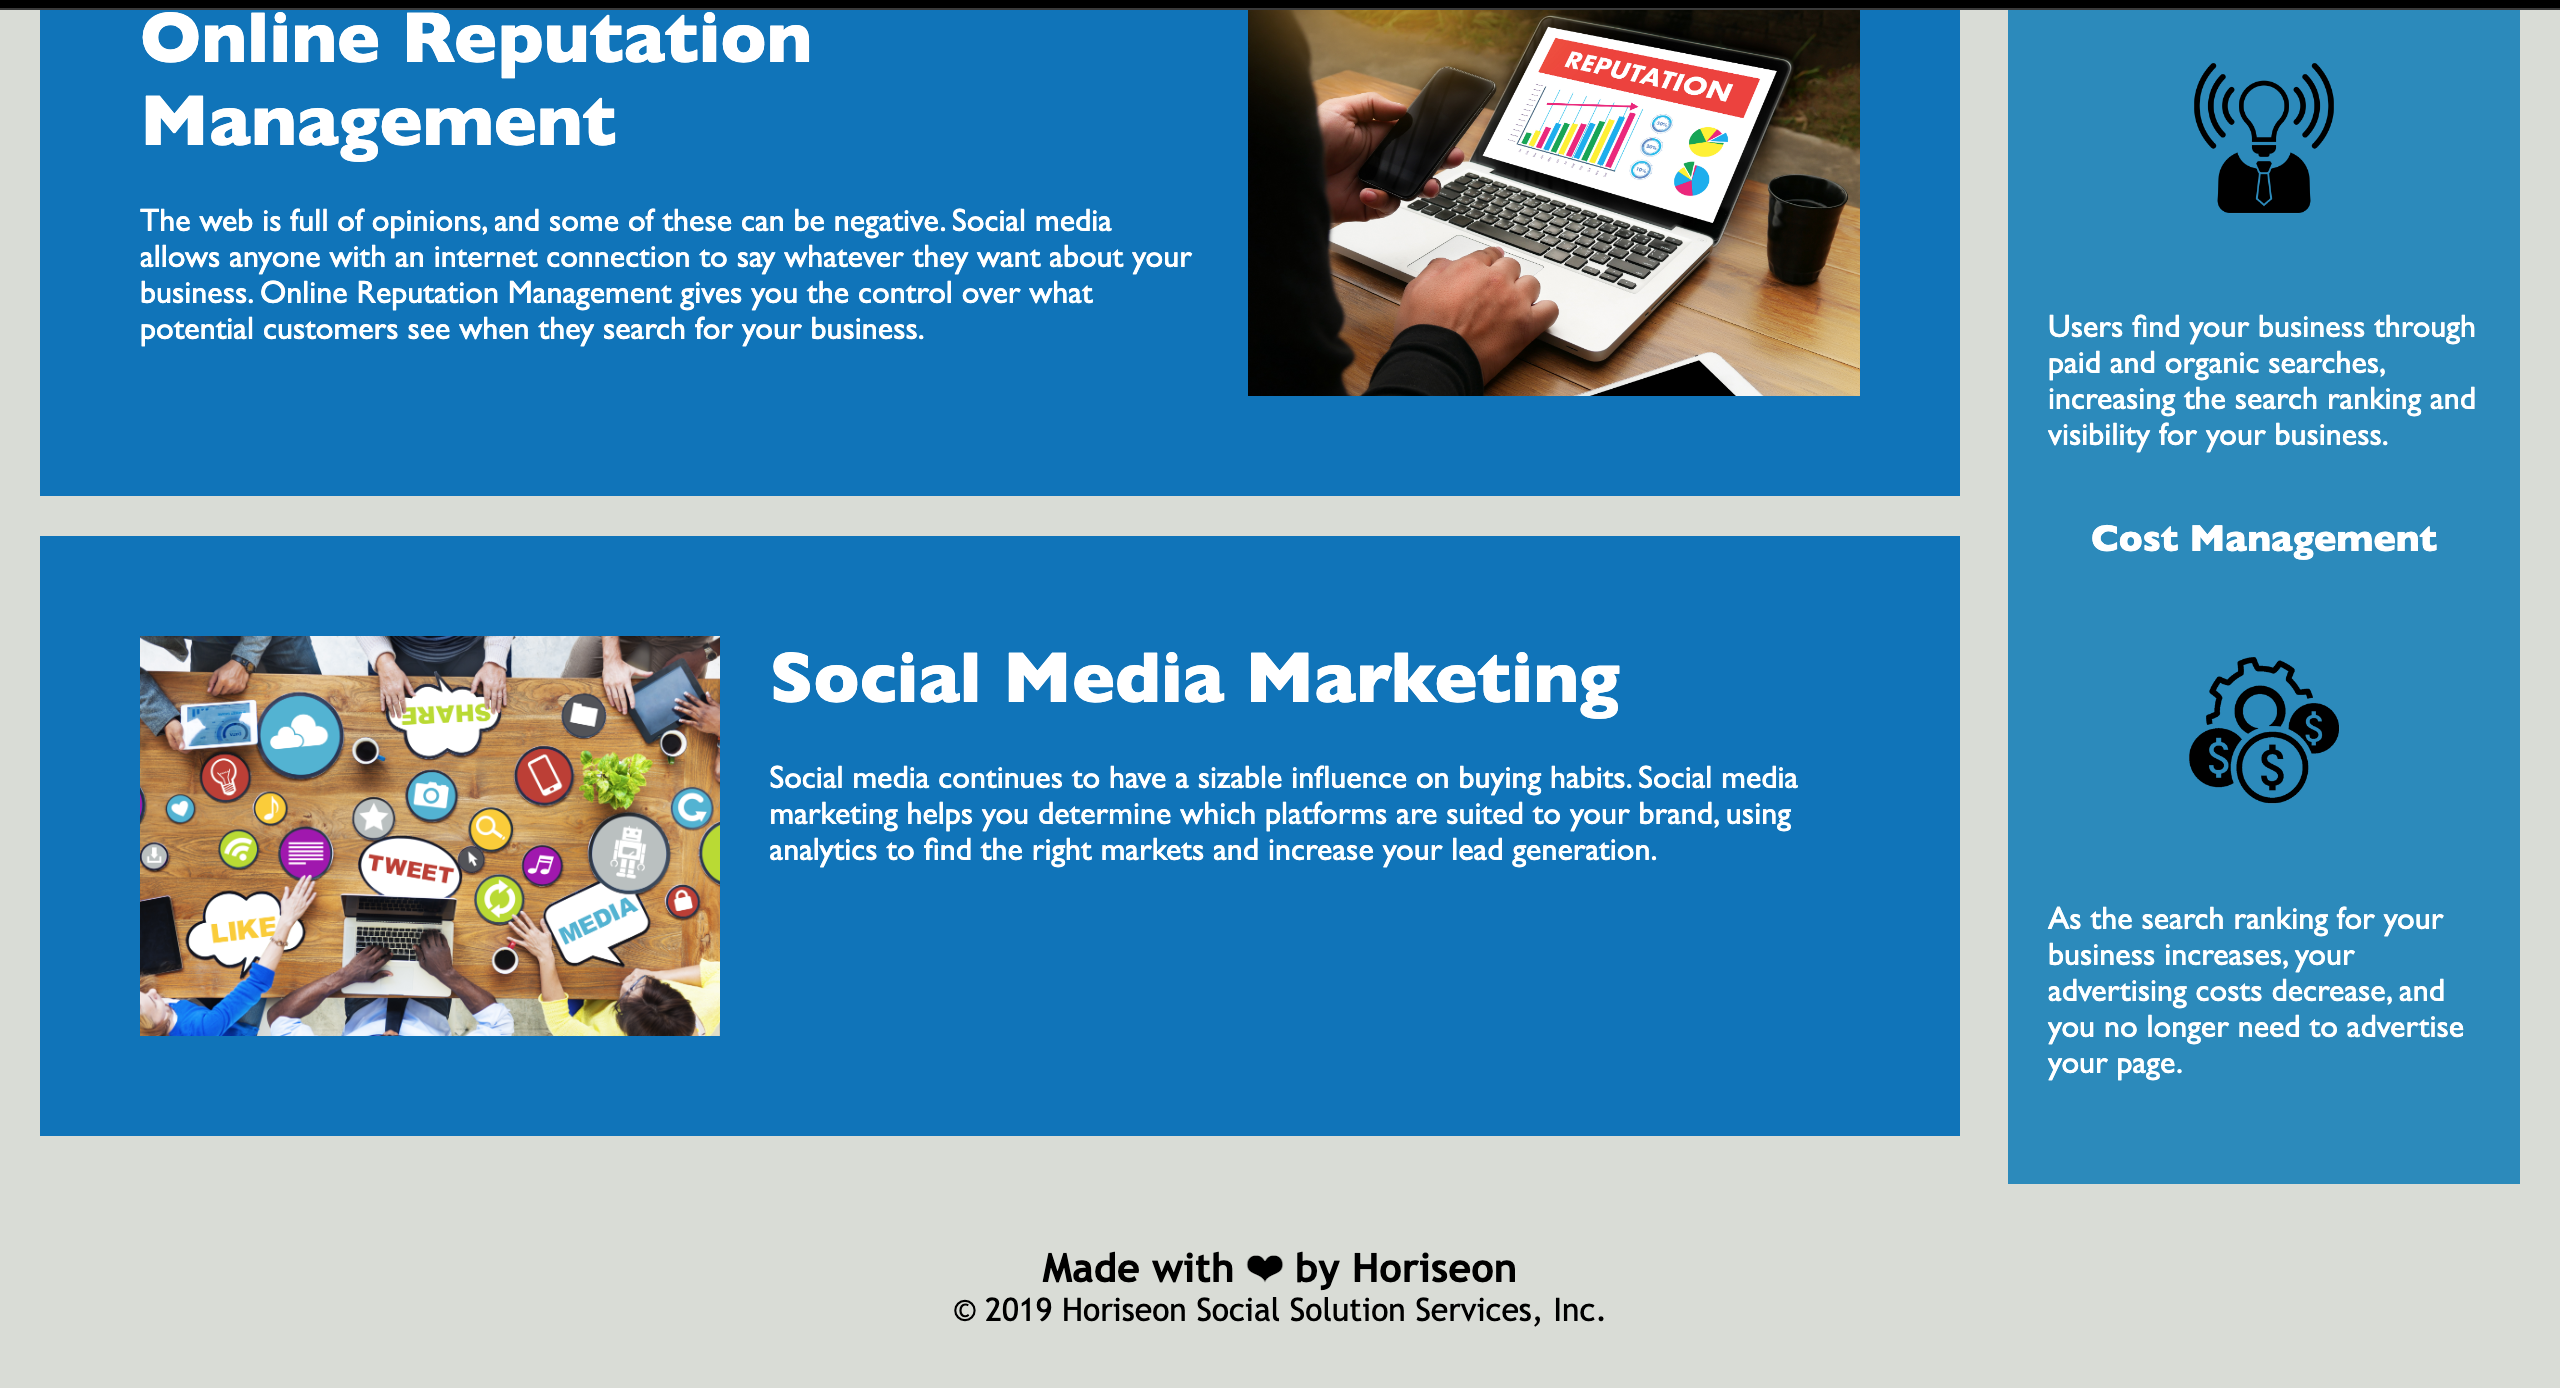 Online Reputation
Management
The web is full of opinions, and some of these can be negative. Social media
allows anyone with an internet connection to say whatever they want about your
business. Online Reputation Management gives you the control over what
potential customers see when they search for your business.
REPUTATION
Social Media Marketing
Social media continues to have a sizable influence on buying habits. Social media
marketing helps you determine which platforms are suited to your brand, using
analytics to find the right markets and increase your lead generation.
SHARE
TWEET
LIKE
MEDIA
Users find your business through
paid and organic searches,
increasing the search ranking and
visibility for your business.
Cost Management
$ $ $
As the search ranking for your
business increases, your
advertising costs decrease, and
you no longer need to advertise
your page.
Made with ❤ by Horiseon
© 2019 Horiseon Social Solution Services, Inc.